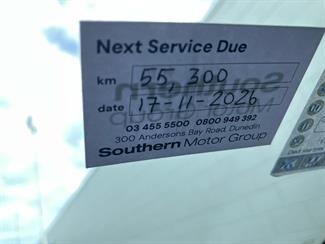 Next Service Due
km 55,300
date 17-11-2026
03 455 5500 0800 949 392
300 Andersons Bay Road, Dunedin
Southern Motor Group